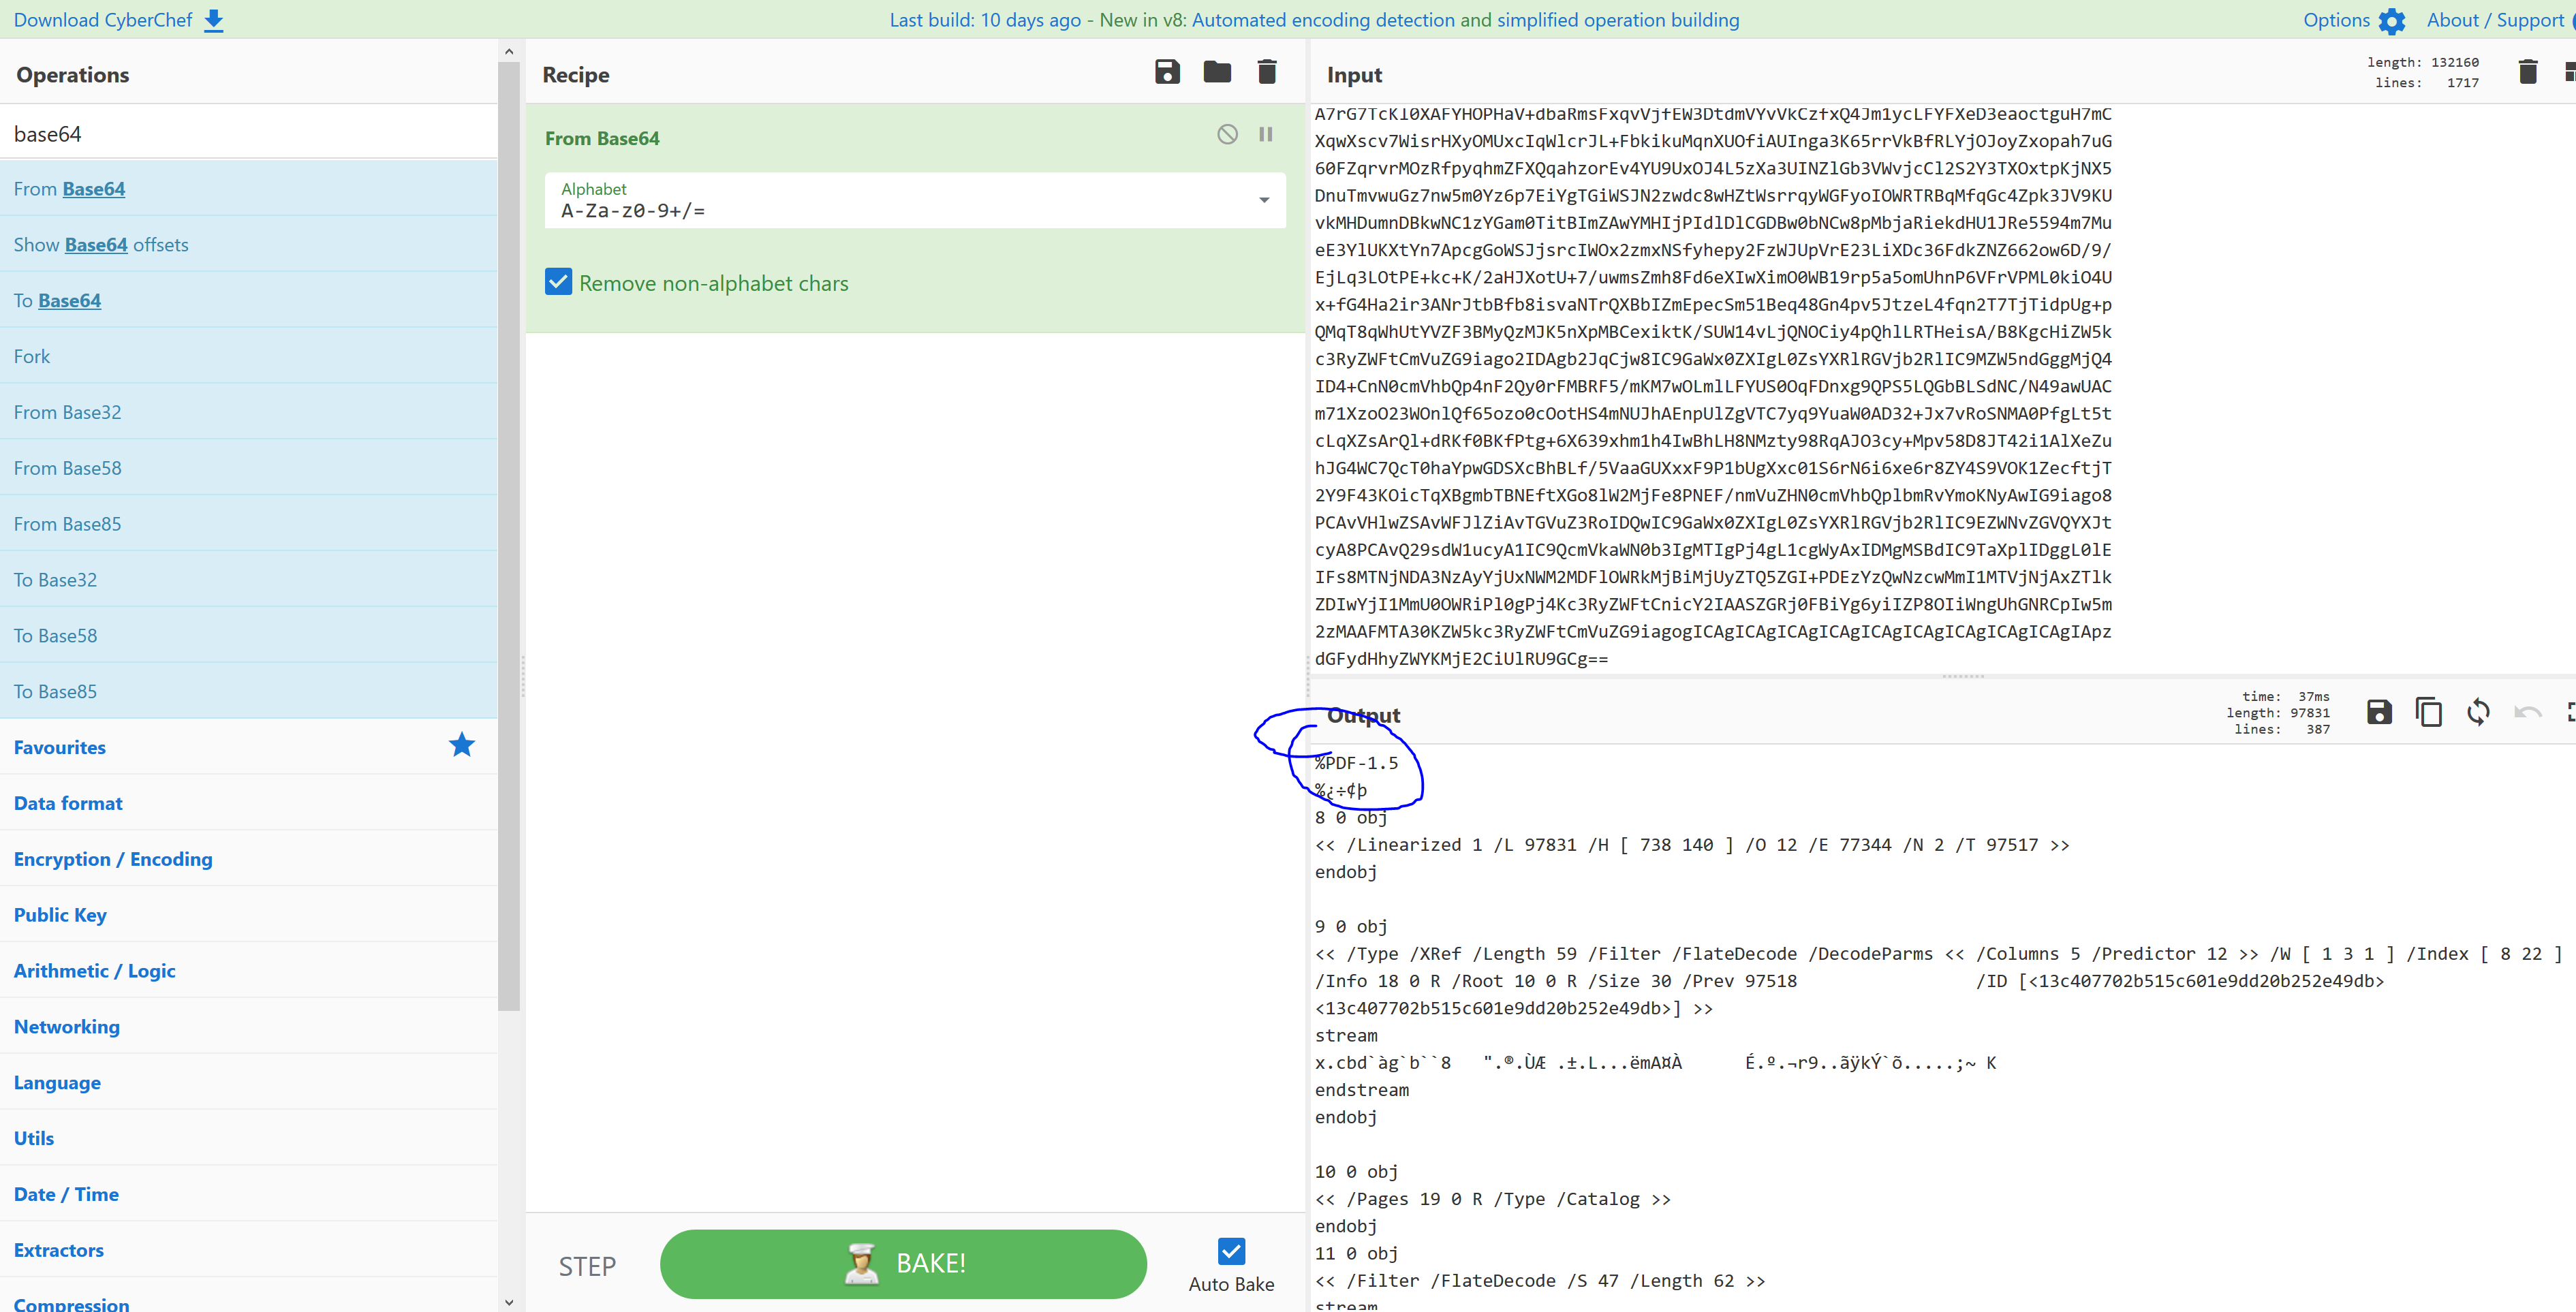 Download CyberChef
Last build: 10 days ago - New in v8: Automated encoding detection and simplified operation building
Options
About / Support
Operations
base64
From Base64
Show Base64 offsets
To Base64
Fork
From Base32
From Base58
From Base85
To Base32
To Base58
To Base85
Favourites
Data format
Encryption / Encoding
Public Key
Arithmetic / Logic
Networking
Language
Utils
Date / Time
Extractors
Compression
Recipe
From Base64
Alphabet
A-Za-z0-9+/=
Remove non-alphabet chars
STEP
BAKE!
Auto Bake
Input
length: 132160
lines: 1717
XqwXscv7WisrHXyOMUxcIqWlcrJL+FbkikuMqnXUOfiAUInga3K65rrVkBfRLYjOJoyZxopah7uG
60FZqrvrMOzRfpyqhmZFXQqahzorEv4YU9UxOJ4L5zXa3UINZlGb3VWvjcCl2S2Y3TXOxtpKjNX5
DnuTmvwuGz7nw5m0Yz6p7EiYgTGiWSJN2zwdc8wHZtWsrrqyWGFyoIOWRTRBqMfqGc4Zpk3JV9KU
vkMHDumnDBkwNC1zYGam0TitBImZAwYMHIjPIdlDlCGDBw0bNCw8pMbjaRiekdHU1JRe5594m7Mu
eE3YlUKXtYn7ApcgGoWSJjsrcIWOx2zmxNSfyhepy2FzWJUpVrE23LiXDc36FdkZNZ662ow6D/9/
EjLq3LOtPE+kc+K/2aHJXotU+7/uwmsZmh8Fd6eXIwXimO0WB19rp5a5omUhnP6VFrVPML0kiO4U
x+fG4Ha2ir3ANrJtbBfb8isvaNTrQXBbIZmEpecSm51Beq48Gn4pv5JtzeL4fqn2T7TjTidpUg+p
QMqT8qWhUtYVZF3BMyQzMJK5nXpMBCexiktK/SUW14vLjQNOCiy4pQhlLRTHeisA/B8KgcHiZW5k
c3RyZWFtCmVuZG9iago2IDAgb2JqCjw8IC9GaWx0ZXIgL0ZsYXRlRGVjb2RlIC9MZW5ndGggMjQ4
ID4+CnN0cmVhbQp4nF2Qy0rFMBRF5/mKM7wOLmlLFYUS0OqFDnxg9QPS5LQGbBLSdNC/N49awUAC
m71XzoO23WOnlQf65ozo0cOotHS4mNUJhAEnpUlZgVTC7yq9YuaW0AD32+Jx7vRoSNMA0PfgLt5t
cLqXZsArQl+dRKf0BKfPtg+6X639xhm1h4IwBhLH8NMzty98RqAJO3cy+Mpv58D8JT42i1AlXeZu
hJG4WC7QcT0haYpwGDSXcBhBLf/5VaaGUXxxF9P1bUgXxc01S6rN6i6xe6r8ZY4S9VOK1ZecftjT
2Y9F43KOicTqXBgmbTBNEftXGo8lW2MjFe8PNEF/nmVuZHN0cmVhbQplbmRvYmoKNyAwIG9iago8
PCAvVHlwZSAvWFJlZiAvTGVuZ3RoIDQwIC9GaWx0ZXIgL0ZsYXRlRGVjb2RlIC9EZWNvZGVQYXJt
cyA8PCAvQ29sdW1ucyA1IC9QcmVkaWN0b3IgMTIgPj4gL1cgWyAxIDMgMSBdIC9TaXplIDggL0lE
IFs8MTNjNDA3NzAyYjUxNWM2MDFlOWRkMjBiMjUyZTQ5ZGI+PDEzYzQwNzcwMmI1MTVjNjAxZTlk
ZDIwYjI1MmU0OWRiPl0gPj4Kc3RyZWFtCnicY2IAASZGRj0FBiYg6yiIZP8OIiWngUhGNRCpIw5m
2zMAAFMTA30KZW5kc3RyZWFtCmVuZG9iagogICAgICAgICAgICAgICAgICAgICAgICAgICAgIApz
dGFydHhyZWYKMjE2CiUlRU9GCg==
Output
time: 37ms
length: 97831
lines: 387
%PDF-1.5
%¿÷¢þ
8 0 obj
<< /Linearized 1 /L 97831 /H [ 738 140 ] /O 12 /E 77344 /N 2 /T 97517 >>
endobj
9 0 obj
<< /Type /XRef /Length 59 /Filter /FlateDecode /DecodeParms << /Columns 5 /Predictor 12 >> /W [ 1 3 1 ] /Index [ 8 22 ]
/Info 18 0 R /Root 10 0 R /Size 30 /Prev 97518 /ID [<13c407702b515c601e9dd20b252e49db>
<13c407702b515c601e9dd20b252e49db>] >>
stream
x.cbd`àg`b``8 ".®.ÙÆ .±.L...ëmA¤À É.º.¬r9..ãÿkÝ`õ.....;~ K
endstream
endobj
10 0 obj
<< /Pages 19 0 R /Type /Catalog >>
endobj
11 0 obj
<< /Filter /FlateDecode /S 47 /Length 62 >>
stream